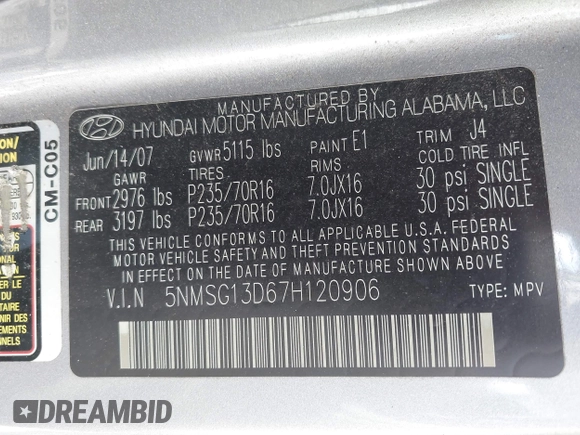 MANUFACTURED BY
HYUNDAI MOTOR MANUFACTURING ALABAMA, LLC
Jun/14/07 GVWR 5115 lbs PAINT E1 TRIM J4
GAWR RIMS COLD TIRE INFL
FRONT 2976 lbs P235/70R16 7.0JX16 30 psi SINGLE
REAR 3197 lbs P235/70R16 7.0JX16 30 psi SINGLE
THIS VEHICLE CONFORMS TO ALL APPLICABLE U.S.A. FEDERAL
MOTOR VEHICLE SAFETY AND THEFT PREVENTION STANDARDS
IN EFFECT ON THE DATE OF MANUFACTURE SHOWN ABOVE.
V.I.N 5NMSG13D67H120906 TYPE: MPV
CM-C05
DREAMBID